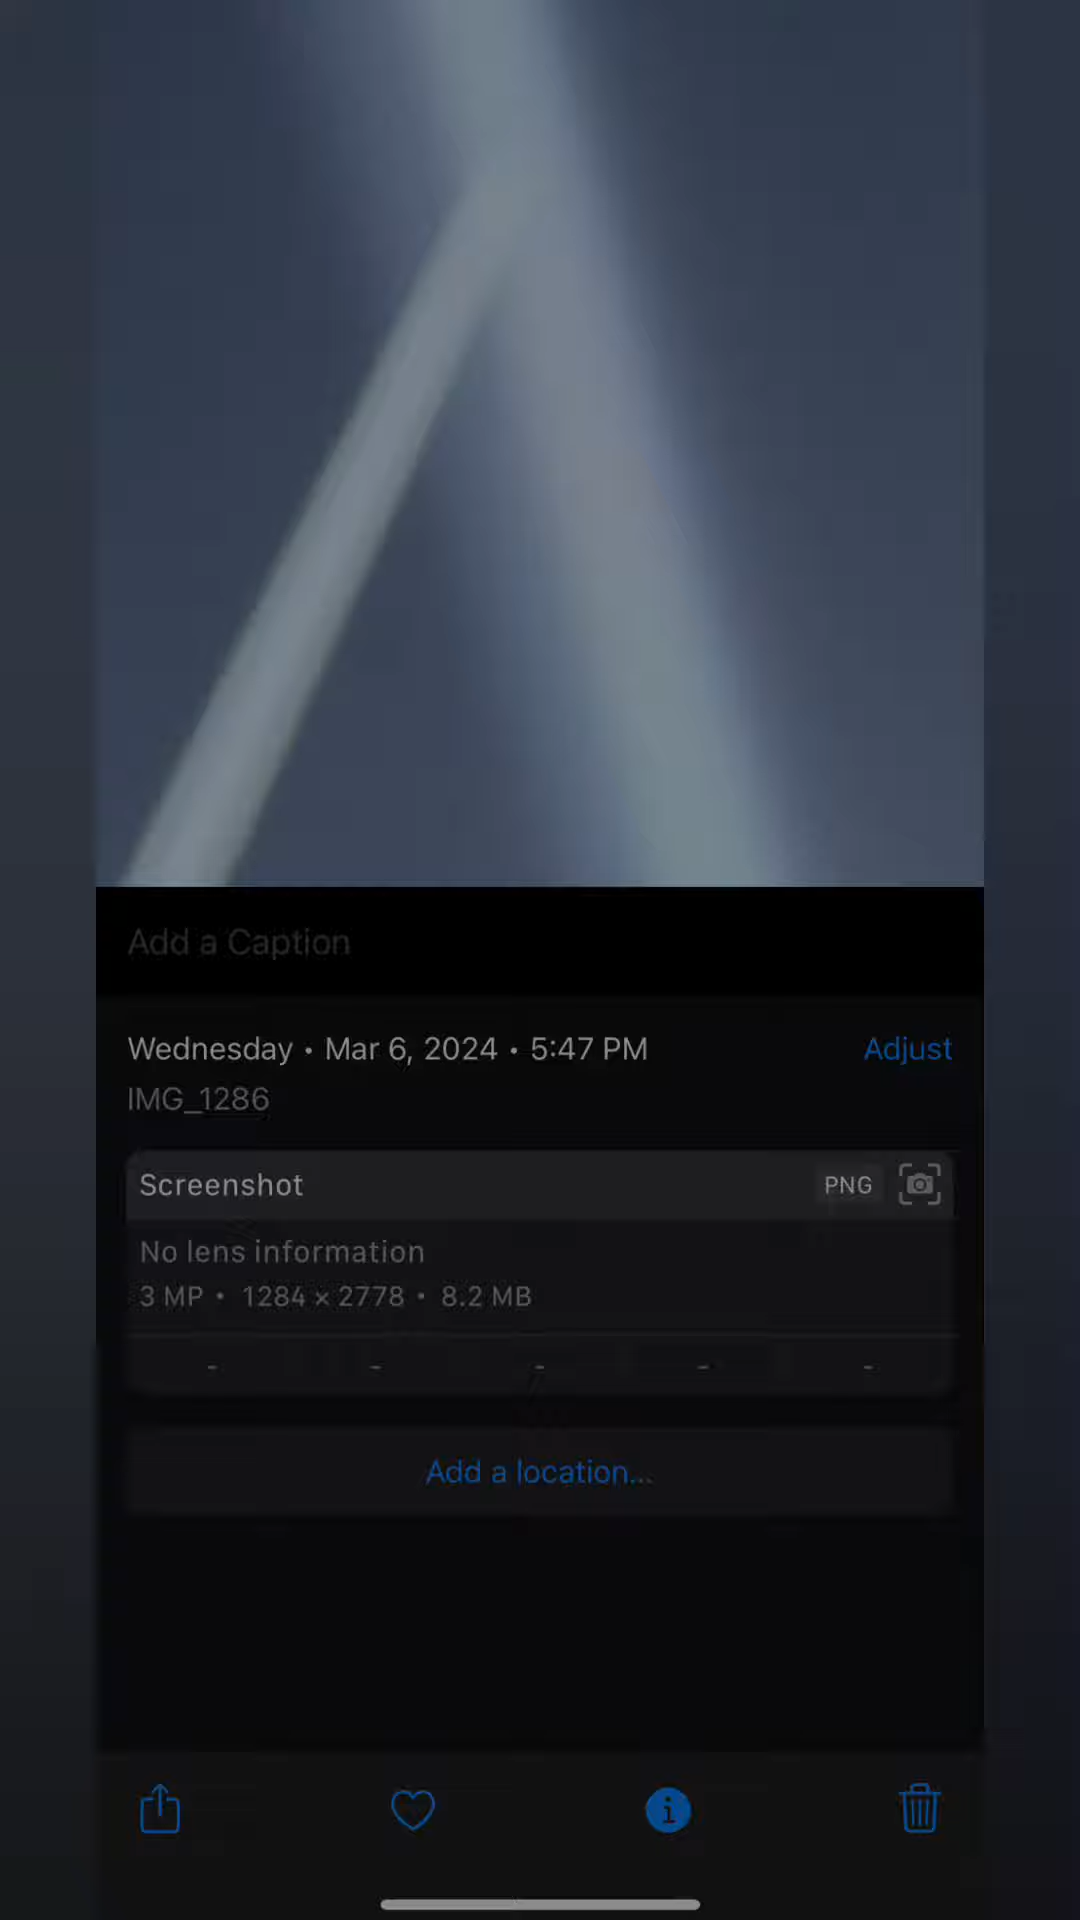 Add a Caption
Wednesday • Mar 6, 2024 • 5:47 PM
Adjust
IMG_1286
Screenshot
PNG
No lens information
3 MP • 1284 × 2778 • 8.2 MB
- - - - -
Add a location...